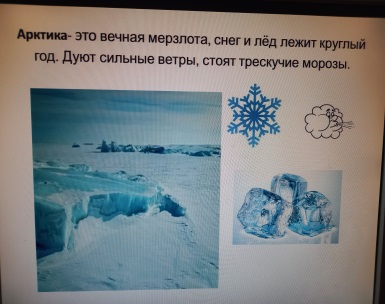 Арктика- это вечная мерзлота, снег и лёд лежит круглый
год. Дуют сильные ветры, стоят трескучие морозы.